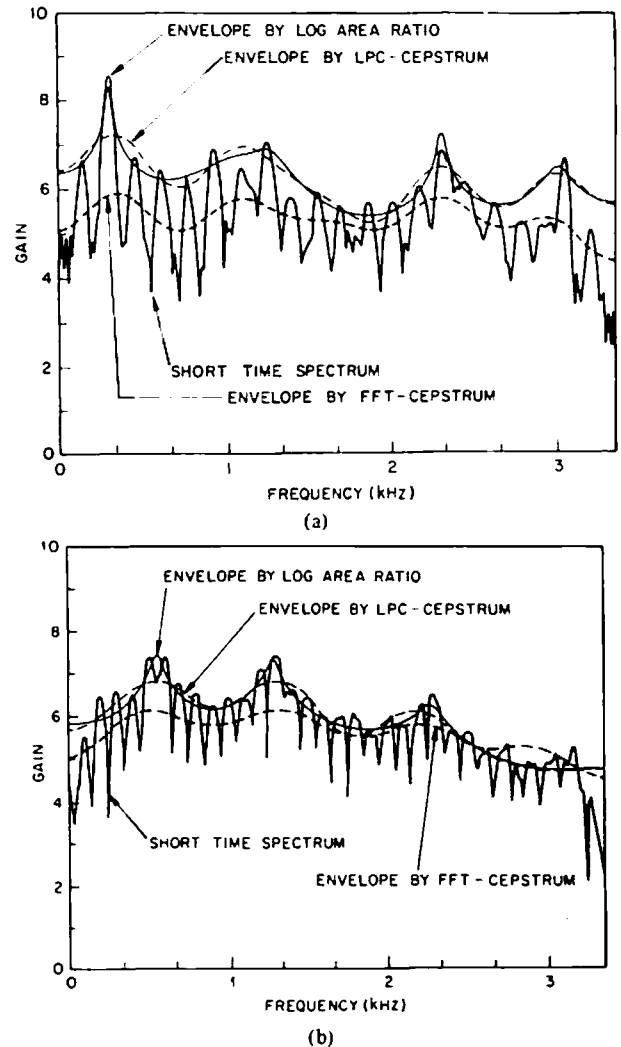 10
ENVELOPE BY LOG AREA RATIO
ENVELOPE BY LPC-CEPSTRUM
8
6
GAIN
4
SHORT TIME SPECTRUM
2
ENVELOPE BY FFT-CEPSTRUM
0
0 1 2 3
FREQUENCY (kHz)
(a)
10
ENVELOPE BY LOG AREA RATIO
ENVELOPE BY LPC-CEPSTRUM
8
6
GAIN
4
SHORT TIME SPECTRUM
ENVELOPE BY FFT-CEPSTRUM
2
0
0 1 2 3
FREQUENCY (kHz)
(b)